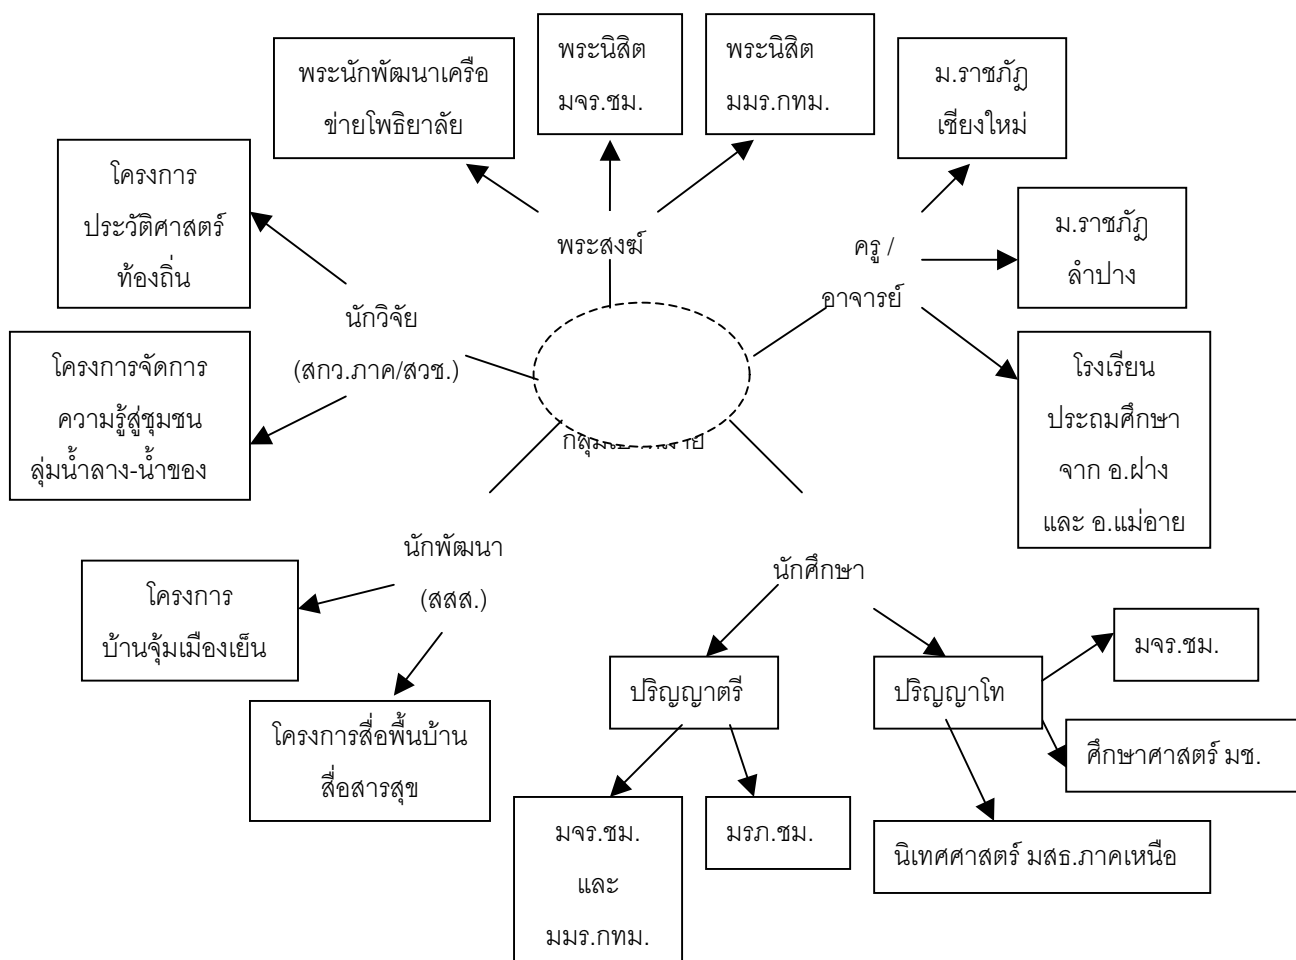 พระนักพัฒนาเครือ
ข่ายโพธิยาลัย
พระนิสิต
มจร.ชม.
พระนิสิต
มมร.กทม.
ม.ราชภัฏ
เชียงใหม่
โครงการ
ประวัติศาสตร์
ท้องถิ่น
พระสงฆ์
ครู /
อาจารย์
ม.ราชภัฏ
ลำปาง
นักวิจัย
(สกว.ภาค/สวช.)
โครงการจัดการ
ความรู้สู่ชุมชน
ลุ่มน้ำลาง-น้ำของ
โรงเรียน
ประถมศึกษา
จาก อ.ฝาง
และ อ.แม่อาย
นักพัฒนา
(สสส.)
โครงการ
บ้านจุ้มเมืองเย็น
โครงการสื่อพื้นบ้าน
สื่อสารสุข
นักศึกษา
ปริญญาตรี
ปริญญาโท
มจร.ชม.
ศึกษาศาสตร์ มช.
นิเทศศาสตร์ มสธ.ภาคเหนือ
มจร.ชม.
และ
มมร.กทม.
มรภ.ชม.